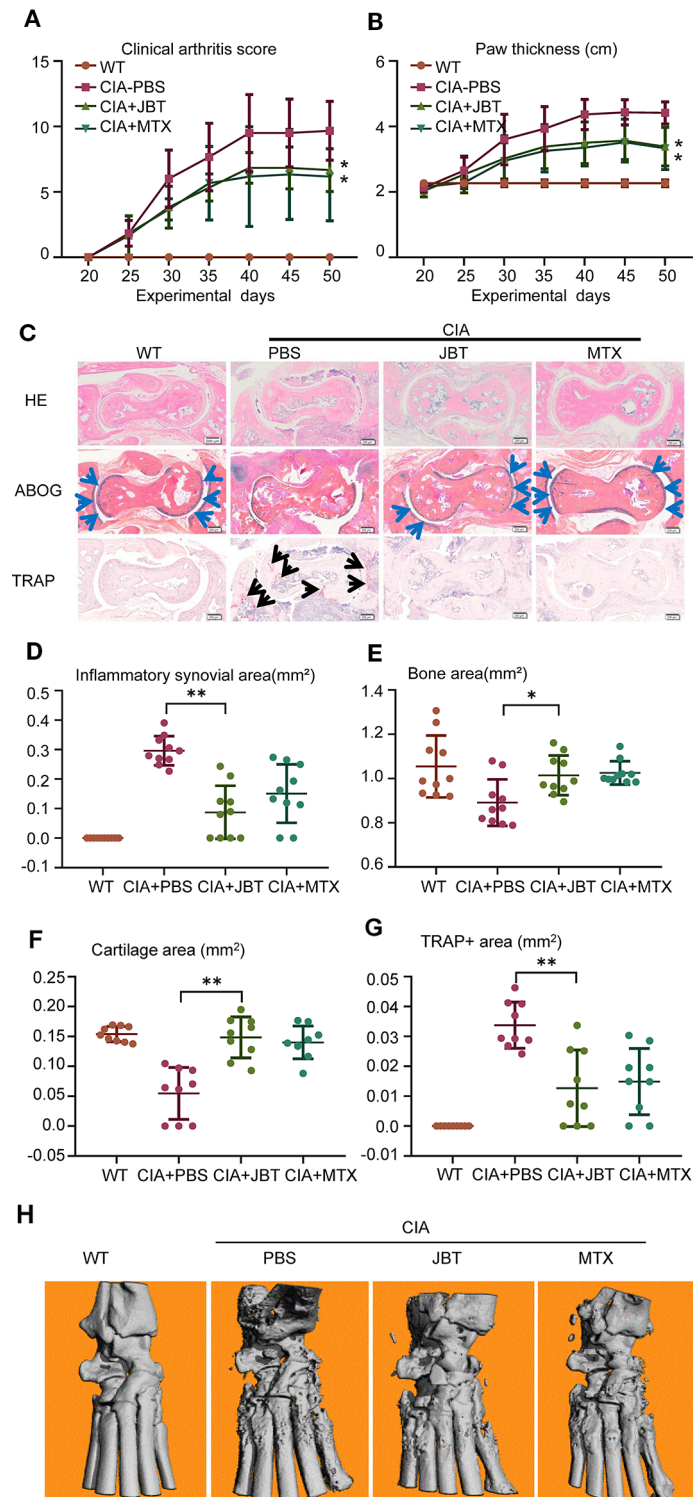 A
Clinical arthritis score
WT
CIA-PBS
CIA+JBT
CIA+MTX
15
10
5
0
*
*
20 25 30 35 40 45 50
Experimental days
B
Paw thickness (cm)
WT
CIA-PBS
CIA+JBT
CIA+MTX
6
4
2
0
*
*
20 25 30 35 40 45 50
Experimental days
C
CIA
WT PBS JBT MTX
HE
ABOG
TRAP
D
Inflammatory synovial area(mm²)
**
0.5
0.4
0.3
0.2
0.1
0.0
-0.1
WT CIA+PBS CIA+JBT CIA+MTX
E
Bone area(mm²)
*
1.4
1.2
1.0
0.8
0.6
WT CIA+PBS CIA+JBT CIA+MTX
F
Cartilage area (mm²)
**
0.25
0.20
0.15
0.10
0.05
0.0
-0.05
WT CIA+PBS CIA+JBT CIA+MTX
G
TRAP+ area (mm²)
**
0.05
0.04
0.03
0.02
0.01
0.0
-0.01
WT CIA+PBS CIA+JBT CIA+MTX
H
CIA
WT PBS JBT MTX